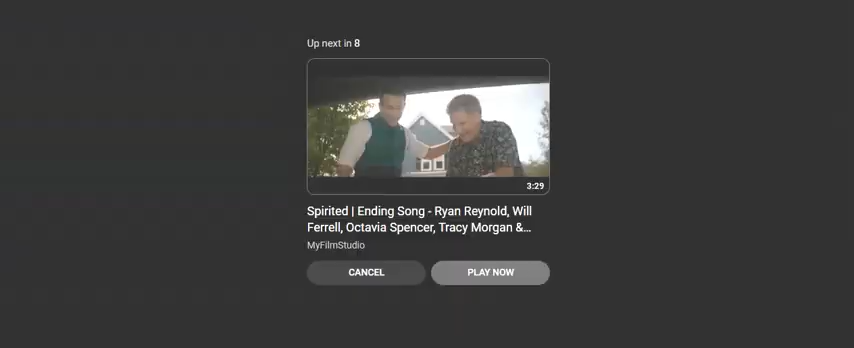 Up next in 8
3:29
Spirited | Ending Song - Ryan Reynold, Will
Ferrell, Octavia Spencer, Tracy Morgan &...
MyFilmStudio
CANCEL
PLAY NOW